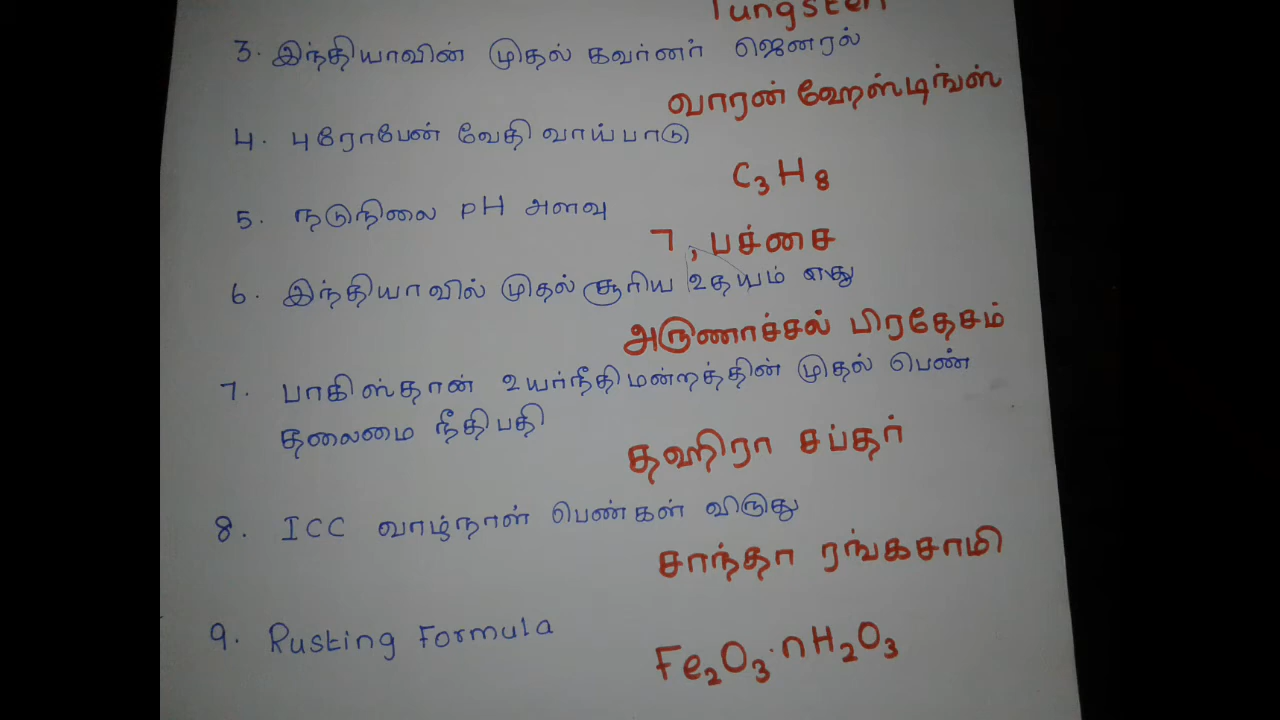 Tungsten
3. இந்தியாவின் முதல் கவர்னர் ஜெனரல்
வாரன் ஹேஸ்டிங்ஸ்
4. புரோபேன் வேதி வாய்பாடு
C₃H₈
5. நடுநிலை PH அளவு
7, பச்சை
6. இந்தியாவில் முதல் சூரிய உதயம் எது
அருணாச்சல் பிரதேசம்
7. பாகிஸ்தான் உயர்நீதிமன்றத்தின் முதல் பெண்
தலைமை நீதிபதி
தஹிரா சப்தர்
8. ICC வாழ்நாள் பெண்கள் விருது
சாந்தா ரங்கசாமி
9. Rusting Formula
Fe₂O₃.nH₂O₃